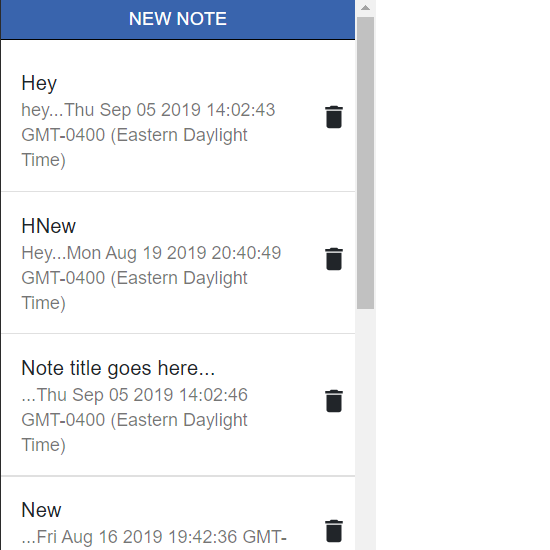 NEW NOTE
Hey
hey...Thu Sep 05 2019 14:02:43
GMT-0400 (Eastern Daylight
Time)
HNew
Hey...Mon Aug 19 2019 20:40:49
GMT-0400 (Eastern Daylight
Time)
Note title goes here...
...Thu Sep 05 2019 14:02:46
GMT-0400 (Eastern Daylight
Time)
New
...Fri Aug 16 2019 19:42:36 GMT-